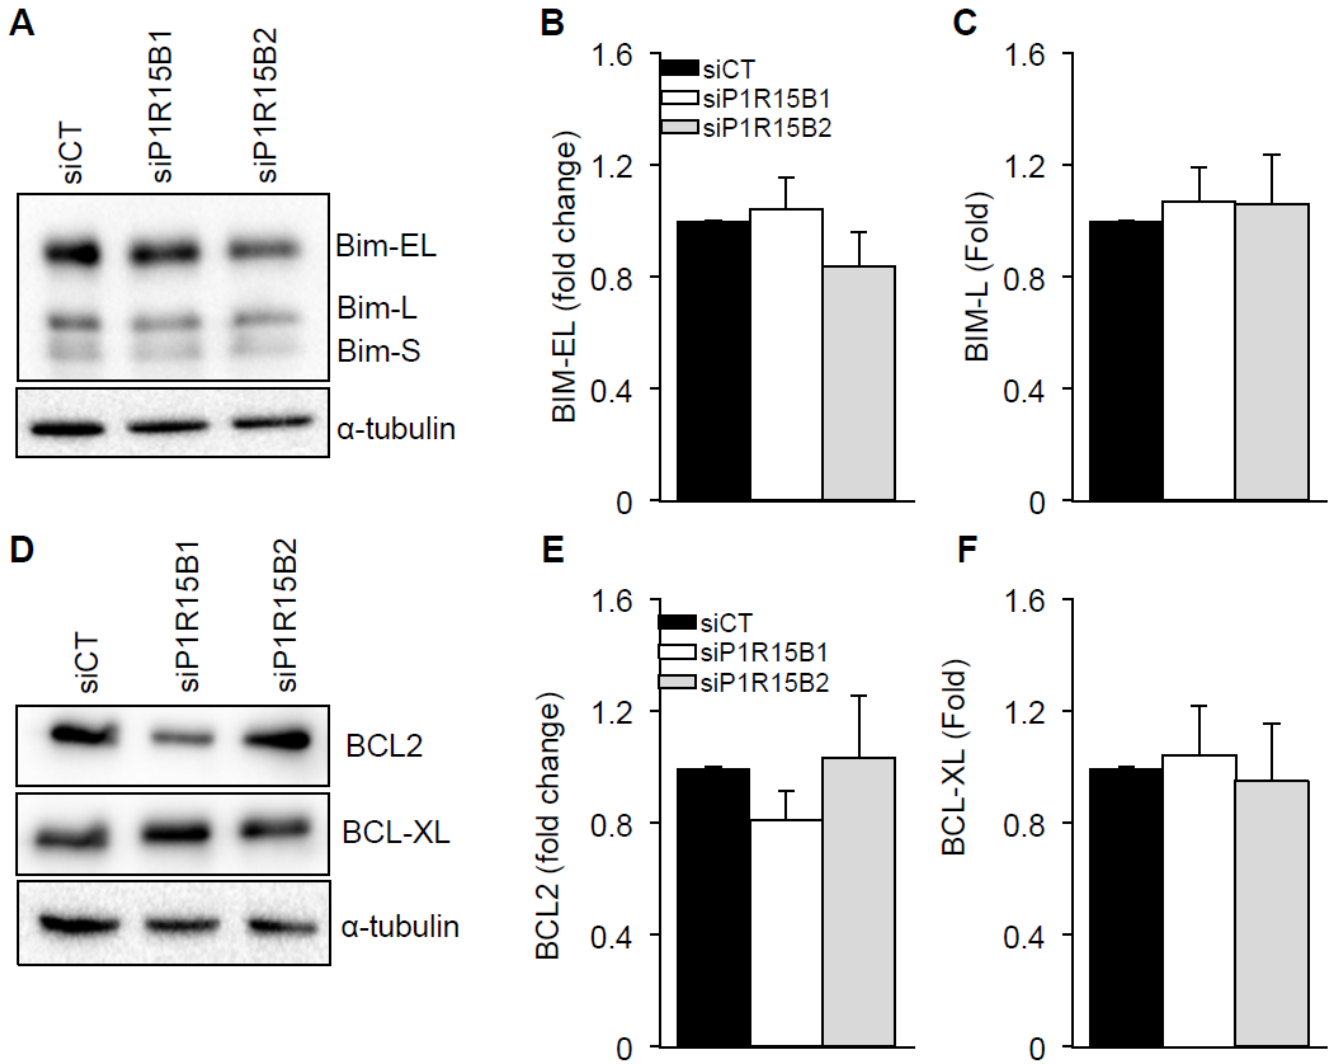 A
siCT
siP1R15B1
siP1R15B2
Bim-EL
Bim-L
Bim-S
α-tubulin
B
1.6
1.2
0.8
0.4
0
BIM-EL (fold change)
siCT
siP1R15B1
siP1R15B2
C
1.6
1.2
0.8
0.4
0
BIM-L (Fold)
D
siCT
siP1R15B1
siP1R15B2
BCL2
BCL-XL
α-tubulin
E
1.6
1.2
0.8
0.4
0
BCL2 (fold change)
siCT
siP1R15B1
siP1R15B2
F
1.6
1.2
0.8
0.4
0
BCL-XL (Fold)